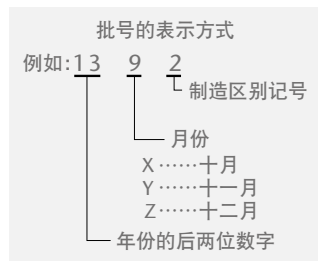 批号的表示方式
例如:13 9 2
制造区别记号
月份
X……十月
Y……十一月
Z……十二月
年份的后两位数字